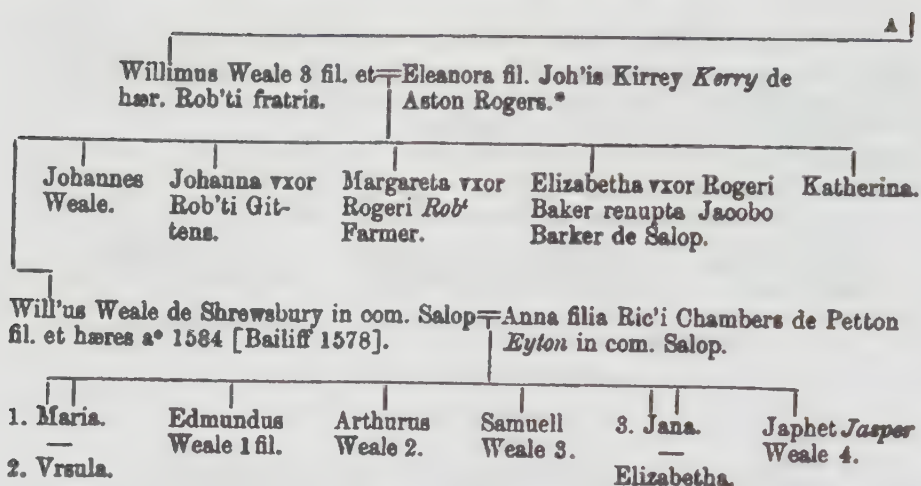 A
Willimus Weale 3 fil. et Eleanora fil. Joh'is Kirrey Kerry de
hær. Rob'ti fratris. Aston Rogers.*
Johannes
Weale.
Johanna vxor
Rob'ti Git-
tens.
Margareta vxor
Rogeri Robt
Farmer.
Elizabetha vxor Rogeri
Baker renupta Jacobo
Barker de Salop.
Katherina.
Will'us Weale de Shrewsbury in com. Salop
fil. et hæres a° 1584 [Bailiff 1578].
Anna filia Ric'i Chambers de Petton
Eyton in com. Salop.
1. Maria.
2. Vrsula.
Edmundus
Weale 1 fil.
Arthurus
Weale 2.
Samuell
Weale 3.
3. Jana.
Elizabetha.
Japhet Jasper
Weale 4.